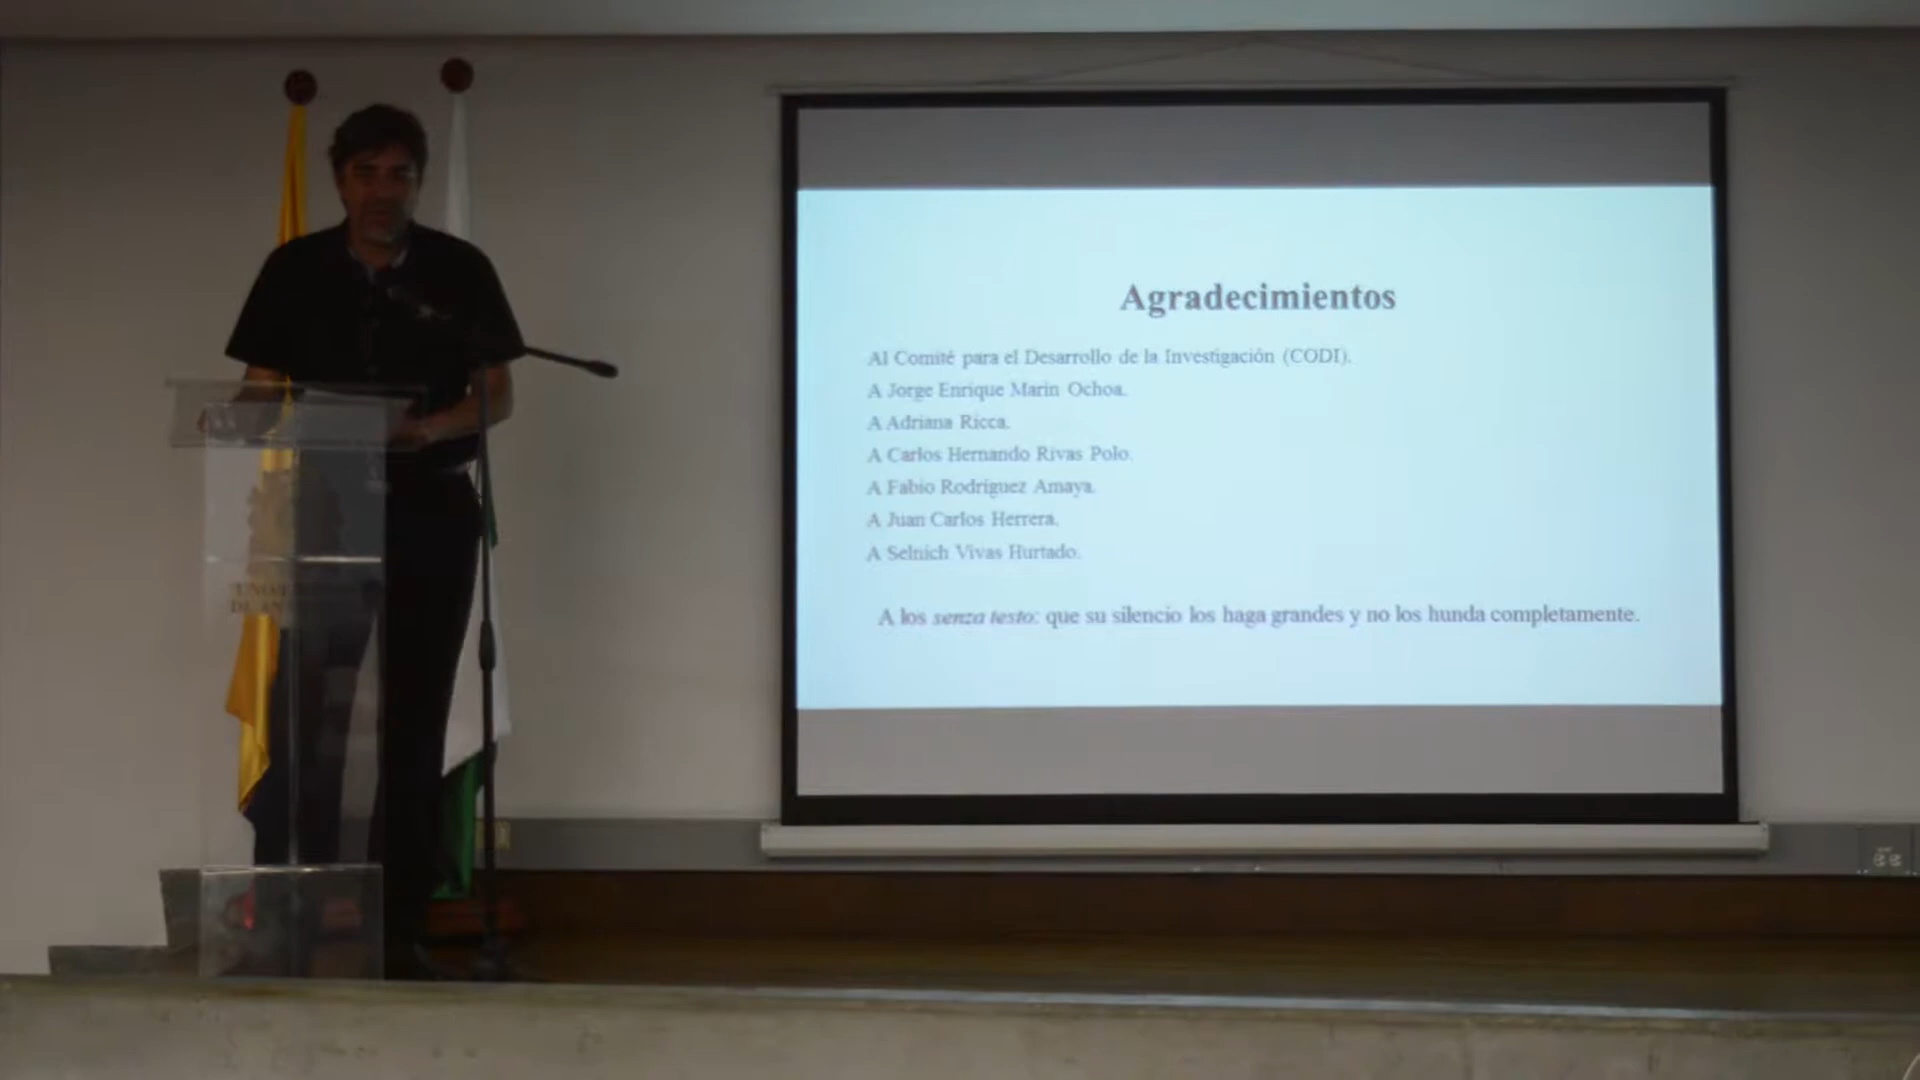 Agradecimientos
Al Comité para el Desarrollo de la Investigación (CODI).
A Jorge Enrique Marín Ochoa.
A Adriana Ricca.
A Carlos Hernando Rivas Polo.
A Fabio Rodríguez Amaya.
A Juan Carlos Herrera.
A Selnich Vivas Hurtado.
A los senza testo: que su silencio los haga grandes y no los hunda completamente.